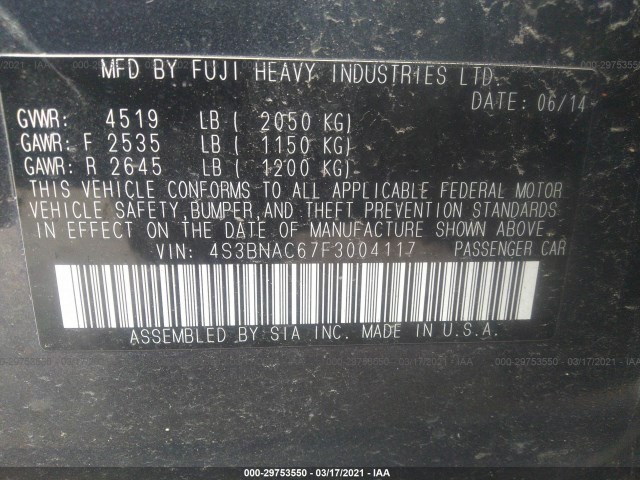 MFD BY FUJI HEAVY INDUSTRIES LTD
DATE: 06/14
GVWR: 4519 LB ( 2050 KG)
GAWR: F 2535 LB ( 1150 KG)
GAWR: R 2645 LB ( 1200 KG)
THIS VEHICLE CONFORMS TO ALL APPLICABLE FEDERAL MOTOR
VEHICLE SAFETY, BUMPER, AND THEFT PREVENTION STANDARDS
IN EFFECT ON THE DATE OF MANUFACTURE SHOWN ABOVE.
VIN: 4S3BNAC67F3004117 PASSENGER CAR
ASSEMBLED BY SIA INC. MADE IN U.S.A.
000-29753550 - 03/17/2021 - IAA